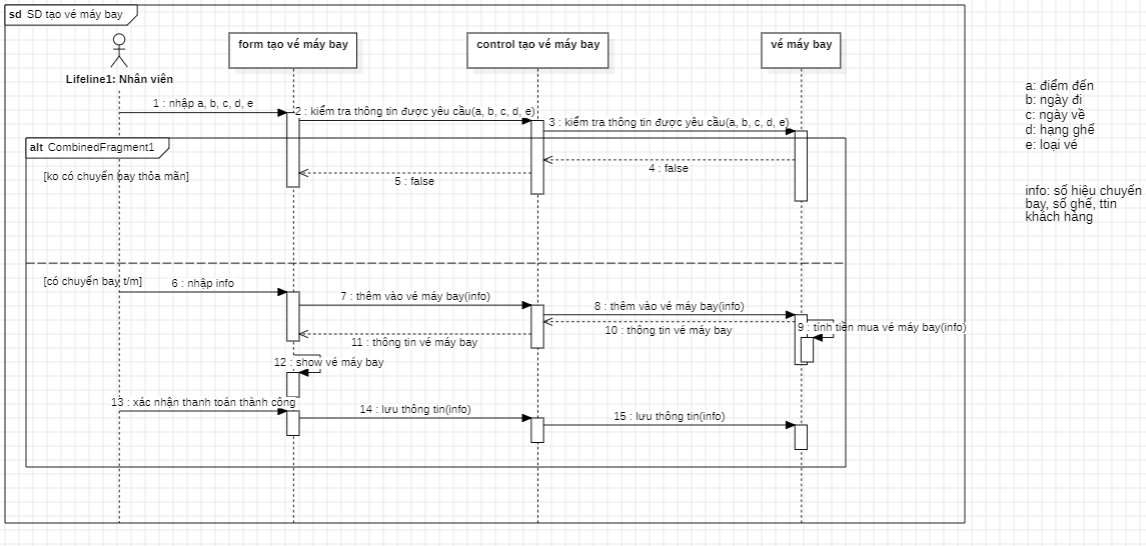 sd SD tạo vé máy bay
form tạo vé máy bay
control tạo vé máy bay
vé máy bay
Lifeline1: Nhân viên
a: điểm đến
b: ngày đi
c: ngày về
d: hạng ghế
e: loại vé
1 : nhập a, b, c, d, e
2 : kiểm tra thông tin được yêu cầu(a, b, c, d, e)
3 : kiểm tra thông tin được yêu cầu(a, b, c, d, e)
alt CombinedFragment1
4 : false
5 : false
[ko có chuyến bay thỏa mãn]
info: số hiệu chuyến
bay, số ghế, ttin
khách hàng
[có chuyến bay t/m]
6 : nhập info
7 : thêm vào vé máy bay(info)
8 : thêm vào vé máy bay(info)
9 : tính tiền mua vé máy bay(info)
10 : thông tin vé máy bay
11 : thông tin vé máy bay
12 : show vé máy bay
13 : xác nhận thanh toán thành công
14 : lưu thông tin(info)
15 : lưu thông tin(info)